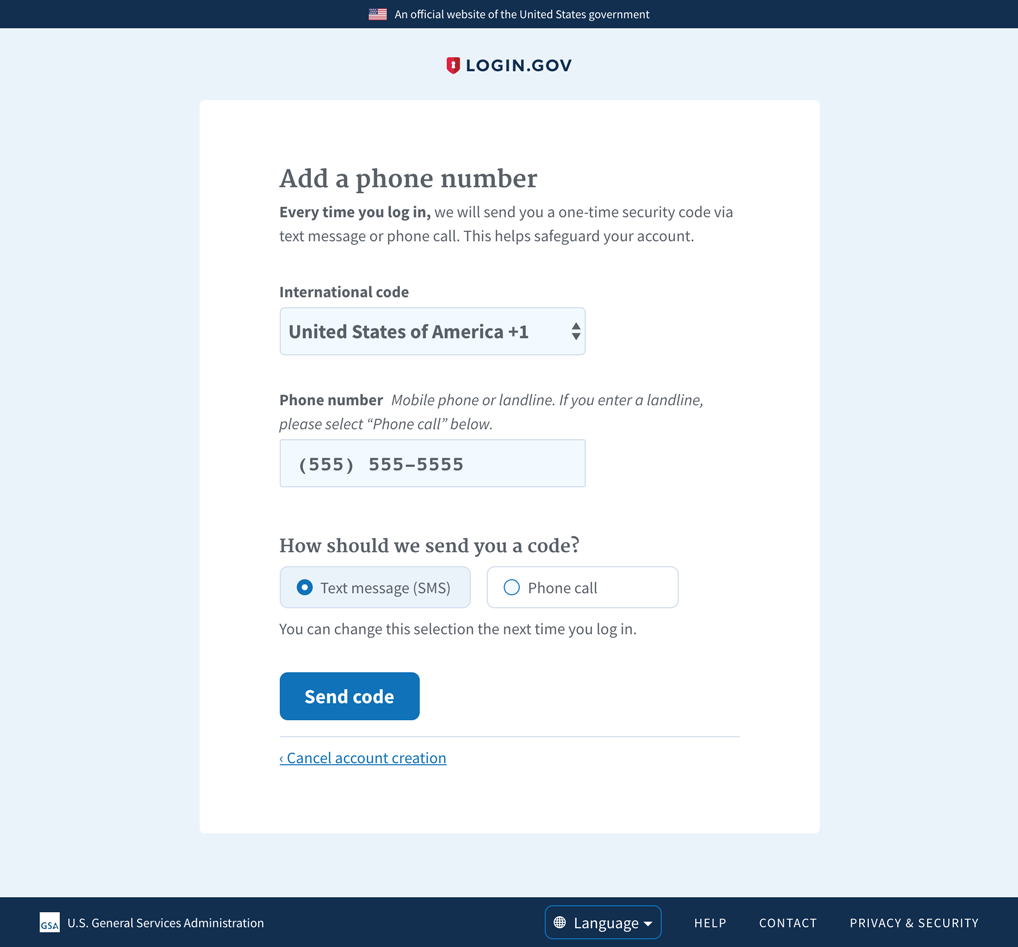 An official website of the United States government
LOGIN.GOV
Add a phone number
Every time you log in, we will send you a one-time security code via
text message or phone call. This helps safeguard your account.
International code
United States of America +1
Phone number Mobile phone or landline. If you enter a landline,
please select “Phone call” below.
(555) 555-5555
How should we send you a code?
Text message (SMS) Phone call
You can change this selection the next time you log in.
Send code
‹ Cancel account creation
GSA U.S. General Services Administration Language HELP CONTACT PRIVACY & SECURITY